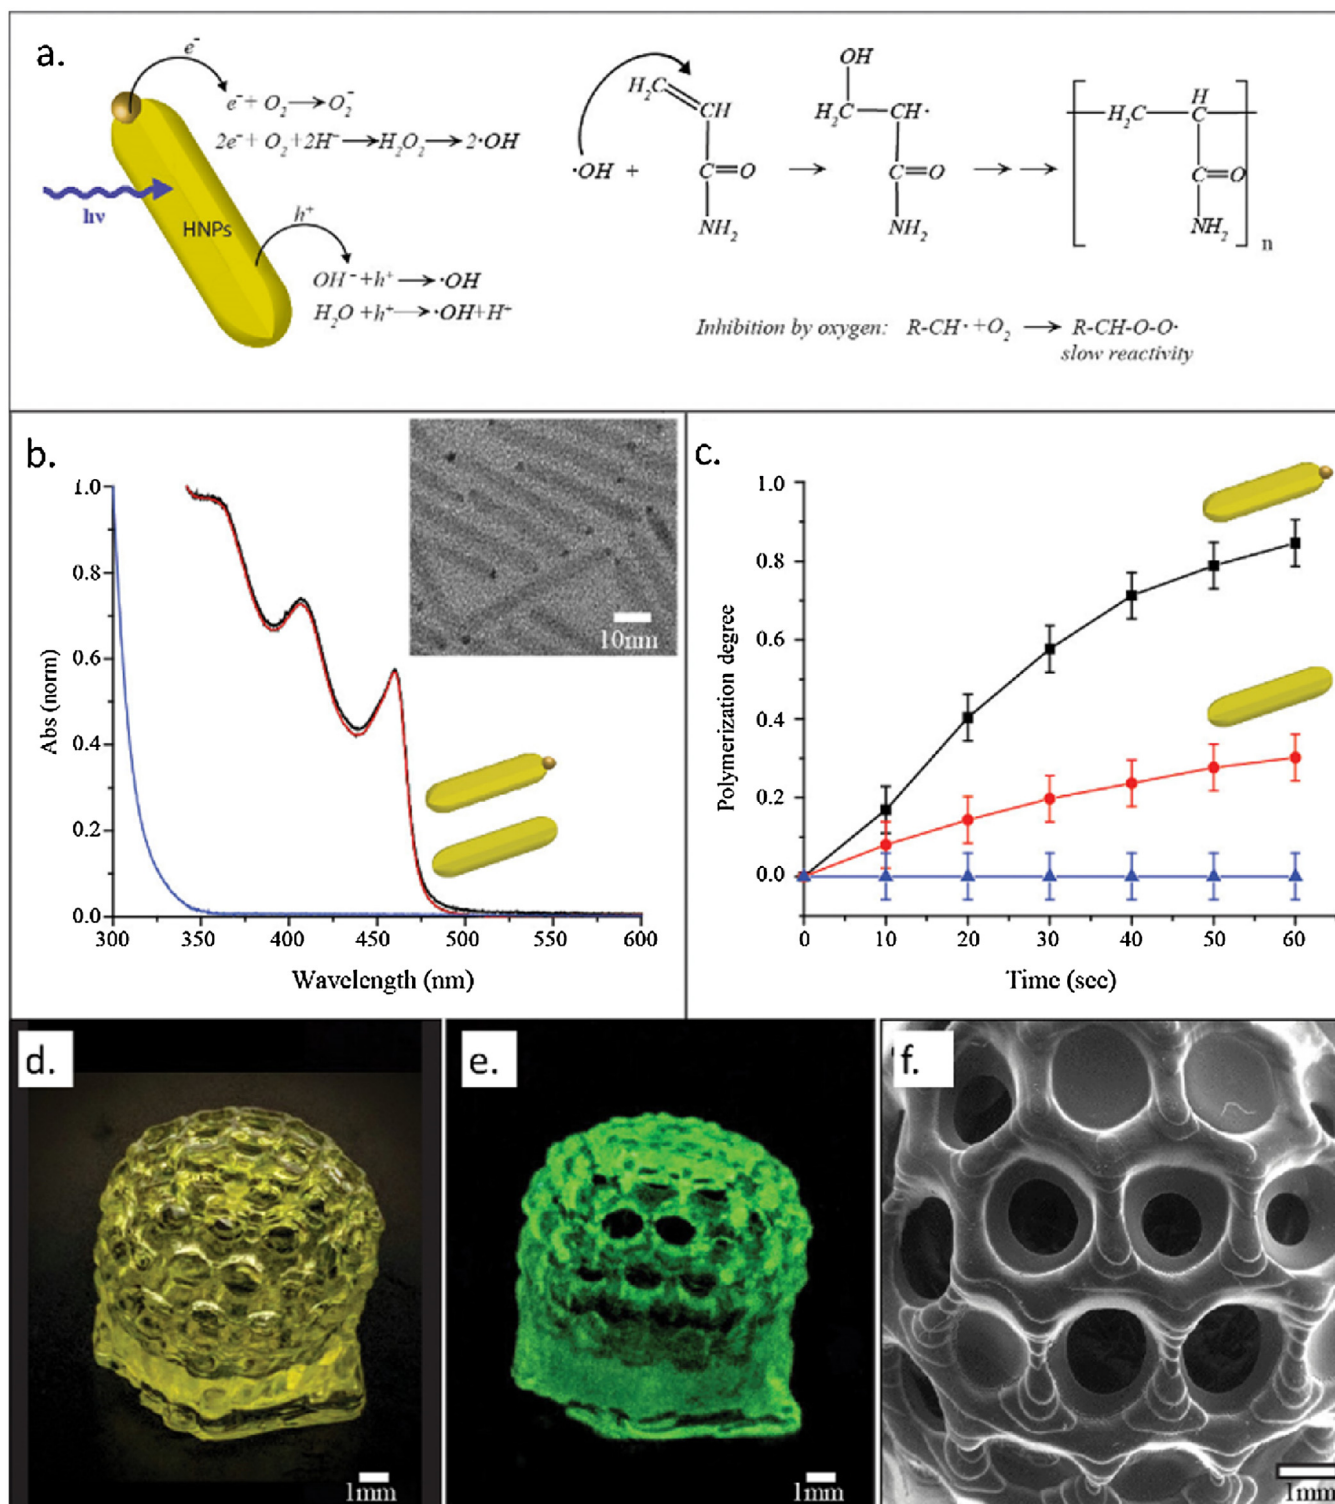 a.
e⁻
e⁻ + O₂ ⟶ O₂⁻
2e⁻ + O₂ + 2H⁻ ⟶ H₂O₂ ⟶ 2·OH
hν
HNPs
h⁺
OH⁻ + h⁺ ⟶ ·OH
H₂O + h⁺ ⟶ ·OH + H⁺
·OH +
H₂C
CH
C=O
NH₂
→
OH
H₂C
CH·
C=O
NH₂
→→
H₂C
H
C
C=O
NH₂
n
Inhibition by oxygen: R-CH· + O₂ ⟶ R-CH-O-O·
slow reactivity
b.
Abs (norm)
1.0
0.8
0.6
0.4
0.2
0.0
300
400
450
500
550
600
Wavelength (nm)
10nm
c.
Polymerization degree
1.0
0.8
0.6
0.4
0.2
0.0
0
10
20
30
40
50
60
Time (sec)
d.
1mm
e.
1mm
f.
1mm